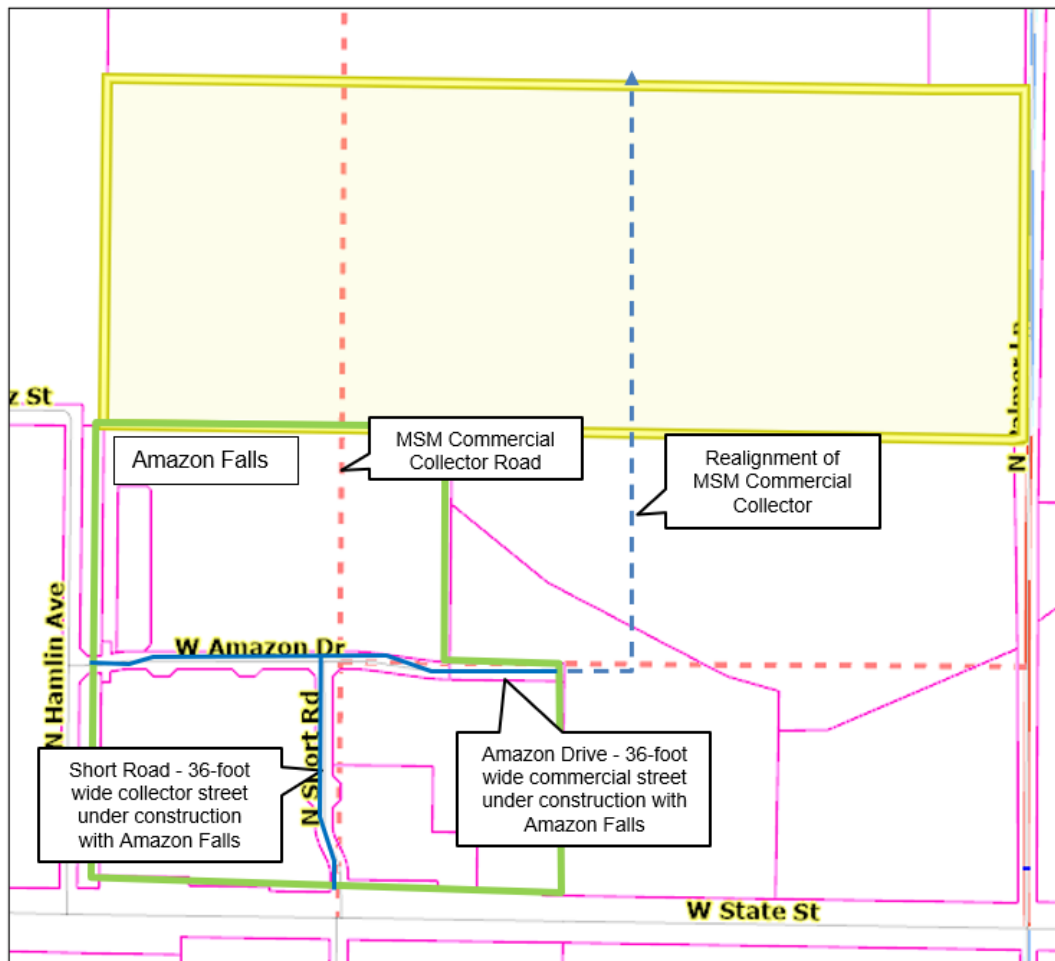 z St
Amazon Falls
MSM Commercial
Collector Road
Realignment of
MSM Commercial
Collector
N Palmer Ln
N Hamlin Ave
W Amazon Dr
N Short Rd
Short Road - 36-foot
wide collector street
under construction
with Amazon Falls
Amazon Drive - 36-foot
wide commercial street
under construction with
Amazon Falls
W State St